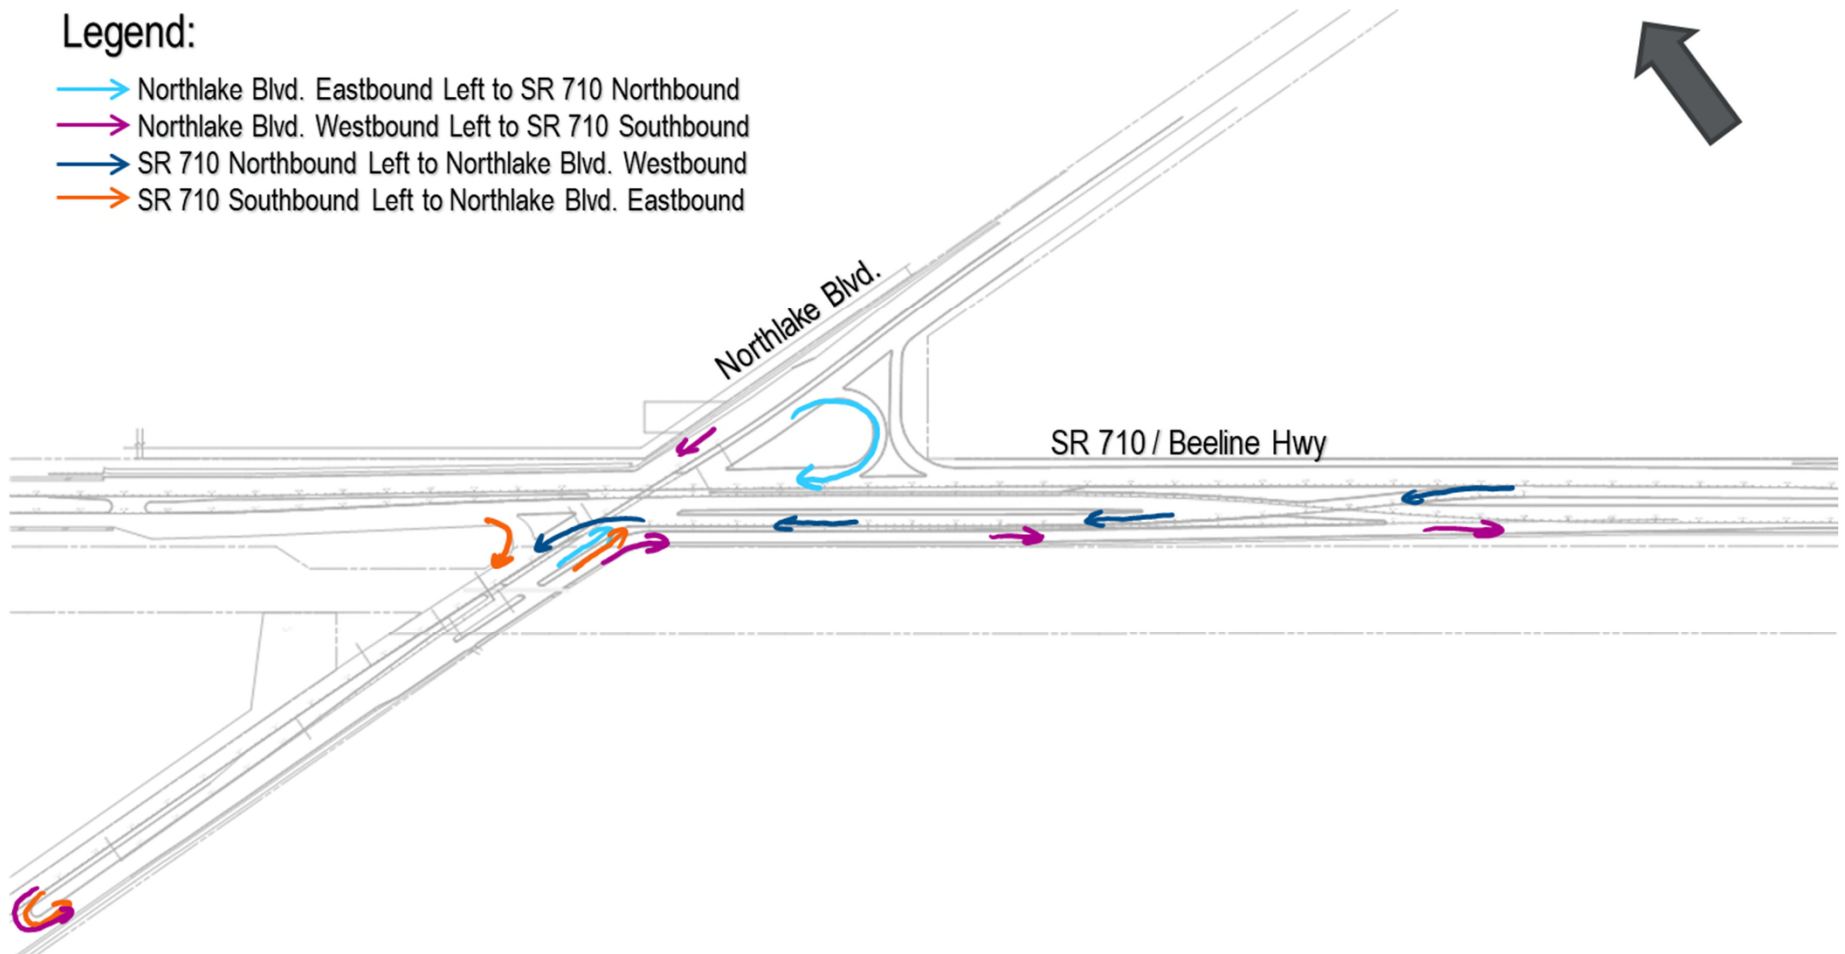 Legend:
Northlake Blvd. Eastbound Left to SR 710 Northbound
Northlake Blvd. Westbound Left to SR 710 Southbound
SR 710 Northbound Left to Northlake Blvd. Westbound
SR 710 Southbound Left to Northlake Blvd. Eastbound
Northlake Blvd.
SR 710 / Beeline Hwy